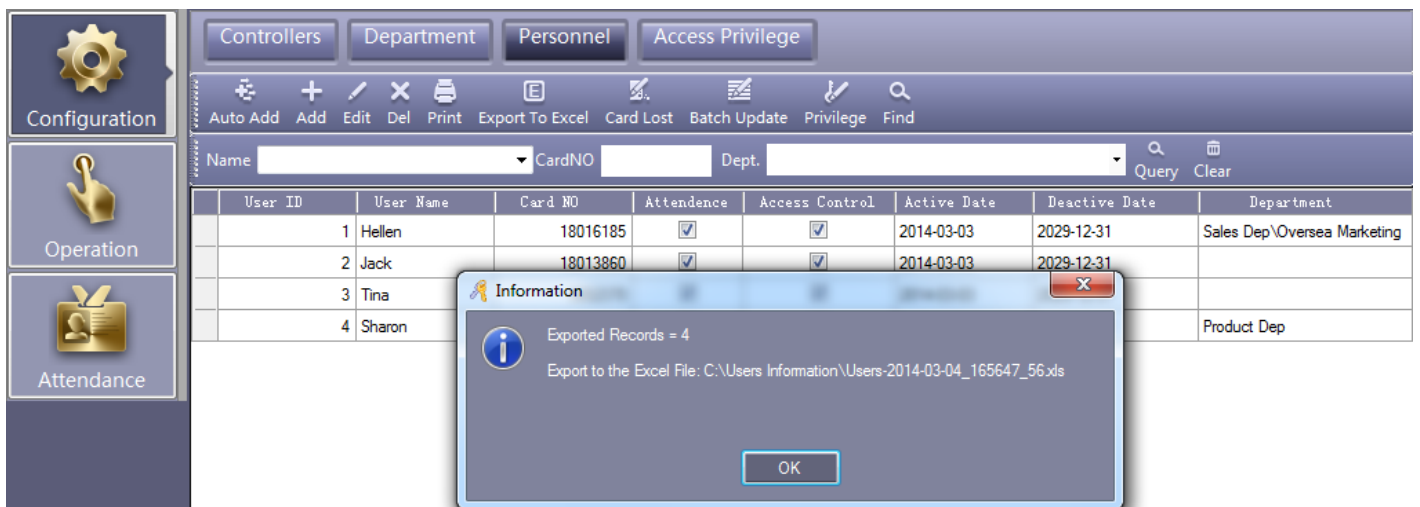 Controllers Department Personnel Access Privilege
Configuration
Auto Add Add Edit Del Print Export To Excel Card Lost Batch Update Privilege Find
Name CardNO Dept. Query Clear
User ID User Name Card NO Attendence Access Control Active Date Deactive Date Department
1 Hellen 18016185 2014-03-03 2029-12-31 Sales Dep\Oversea Marketing
Operation
2 Jack 18013860 2014-03-03 2029-12-31
3 Tina
4 Sharon Product Dep
Information
Exported Records = 4
Export to the Excel File: C:\Users Information\Users-2014-03-04_165647_56.xls
Attendance
OK